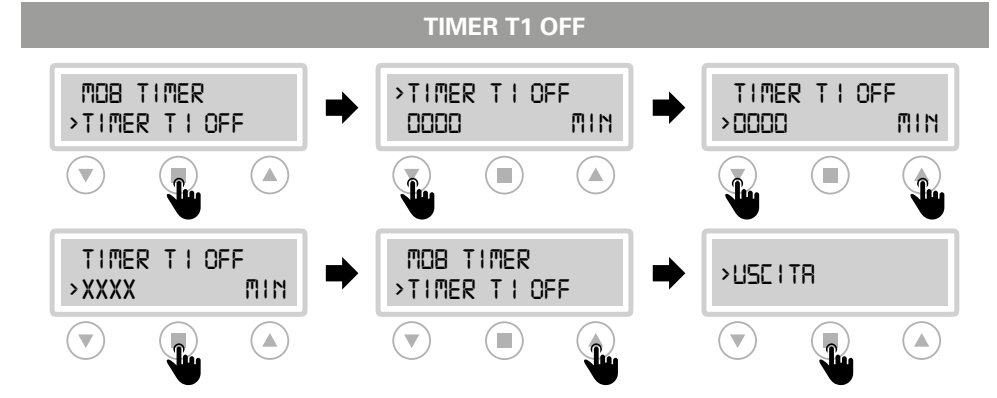 TIMER T1 OFF
MOB TIMER
>TIMER T1 OFF
>TIMER T1 OFF
0000 MIN
TIMER T1 OFF
>0000 MIN
TIMER T1 OFF
>XXXX MIN
MOB TIMER
>TIMER T1 OFF
>USCITA